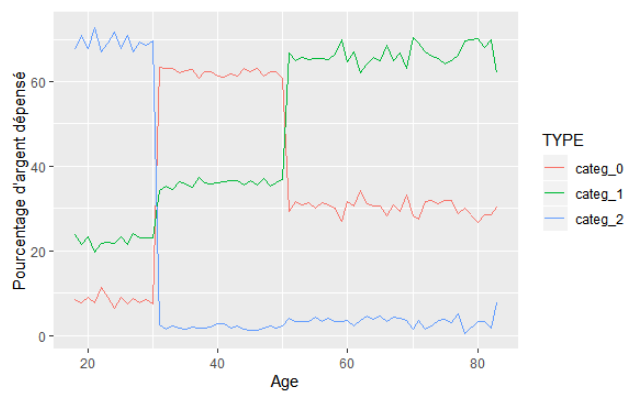 Pourcentage d'argent dépensé
60
40
20
0
20
40
60
80
Age
TYPE
categ_0
categ_1
categ_2